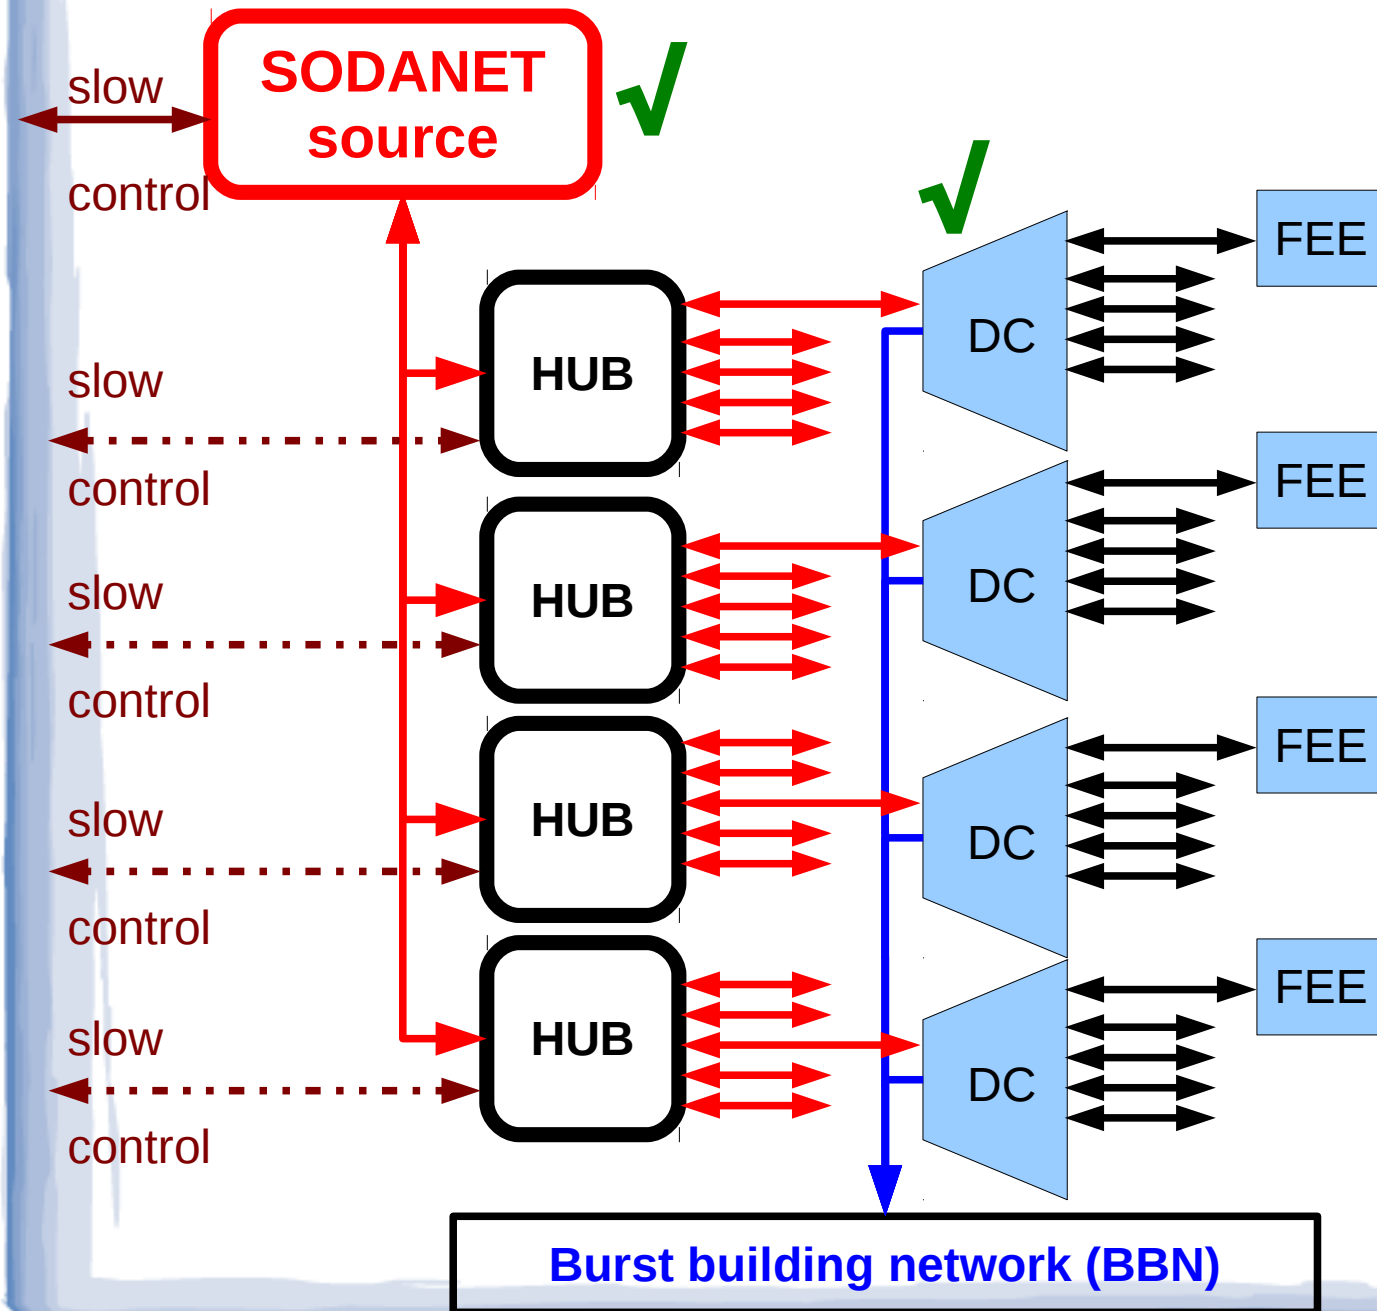 SODANET
source
slow
control
√
√
FEE
HUB
DC
slow
control
FEE
HUB
DC
slow
control
FEE
HUB
DC
slow
control
FEE
HUB
DC
slow
control
Burst building network (BBN)